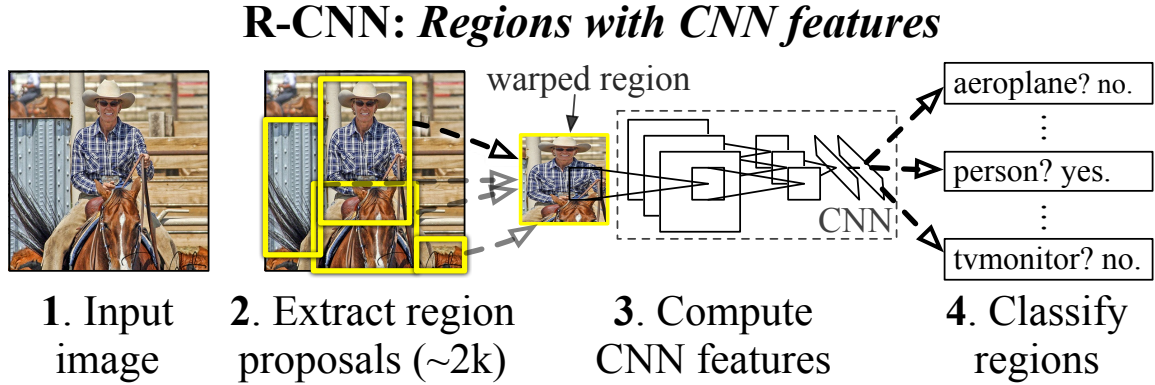 R-CNN: Regions with CNN features
warped region
aeroplane? no.
⋮
person? yes.
⋮
tvmonitor? no.
CNN
1. Input
image
2. Extract region
proposals (~2k)
3. Compute
CNN features
4. Classify
regions